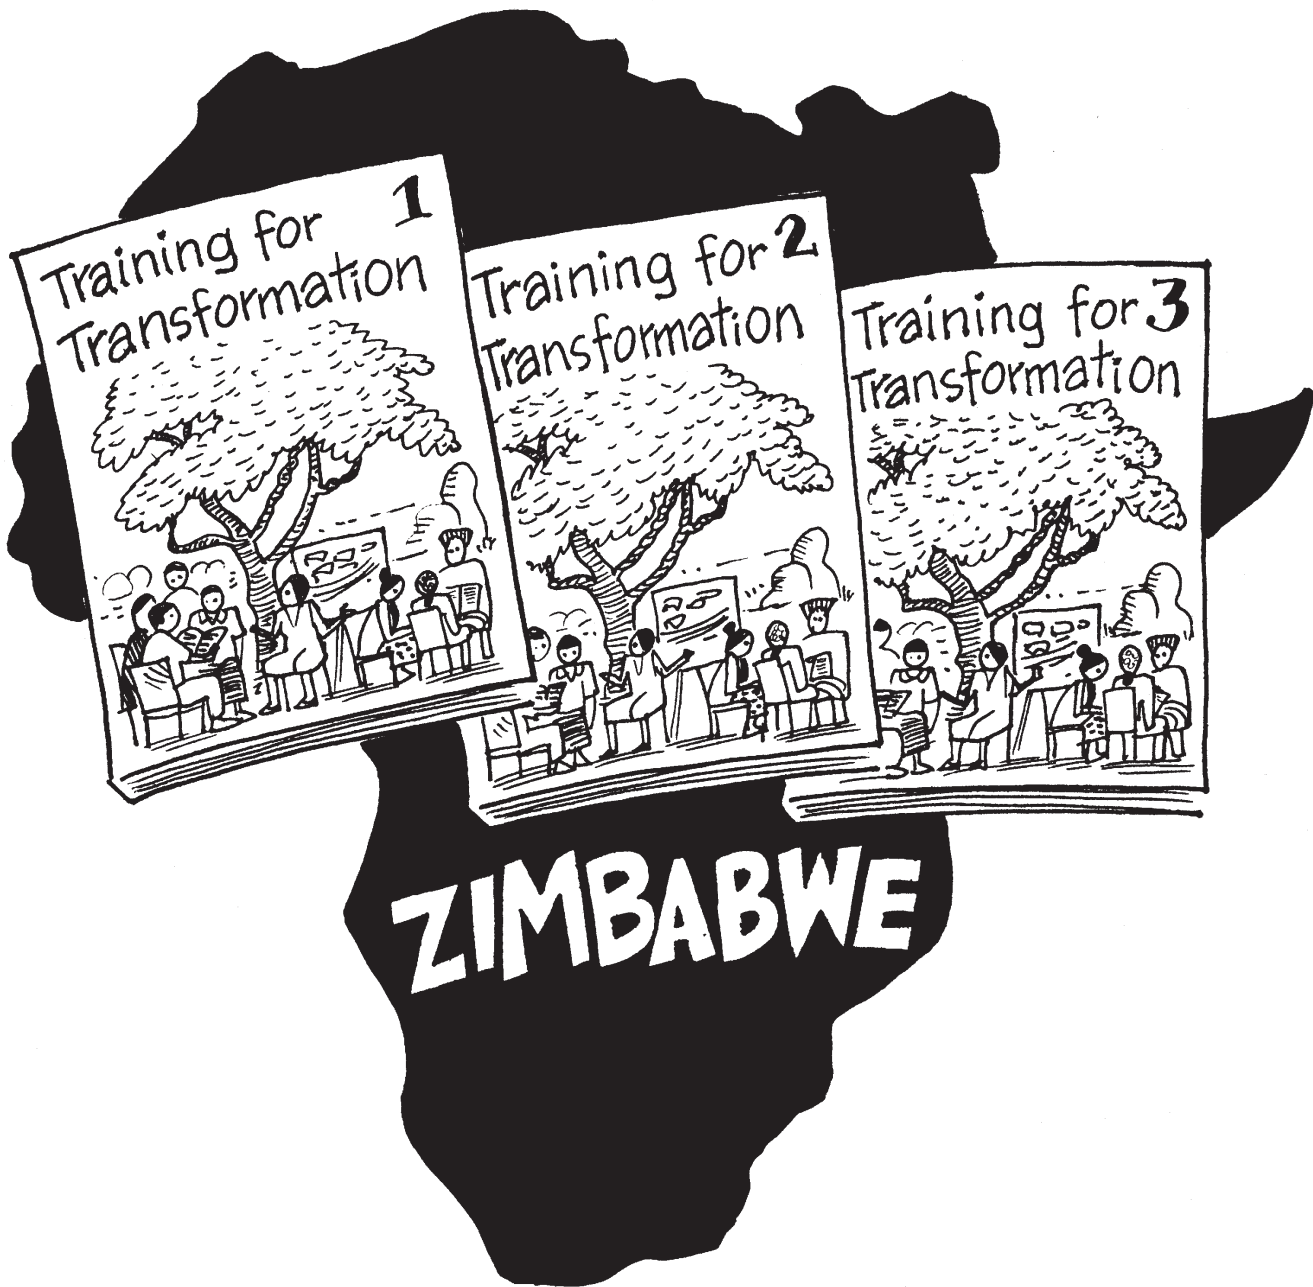 Training for 1
Transformation
Training for 2
Transformation
Training for 3
Transformation
ZIMBABWE